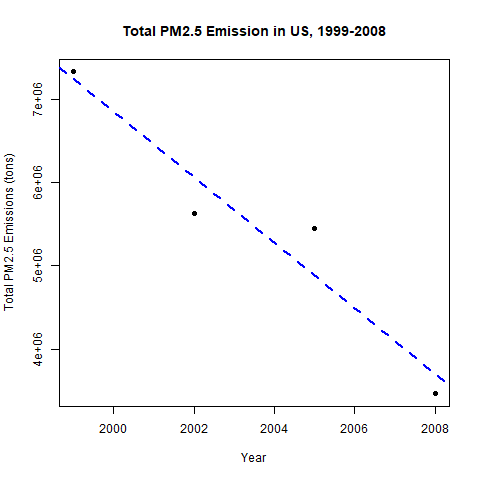 Total PM2.5 Emission in US, 1999-2008
Total PM2.5 Emissions (tons)
7e+06
6e+06
5e+06
4e+06
2000 2002 2004 2006 2008
Year